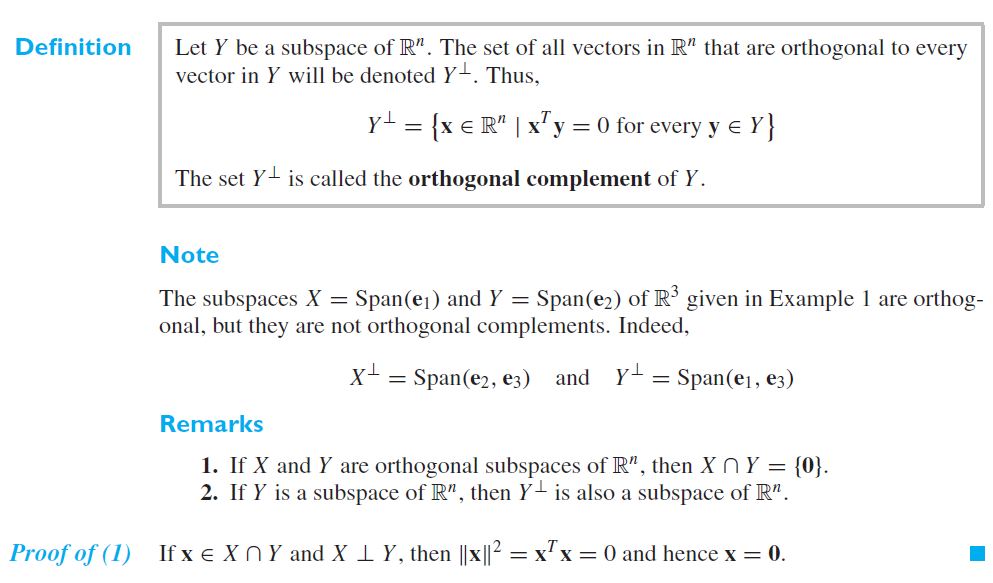 Definition Let Y be a subspace of ℝⁿ. The set of all vectors in ℝⁿ that are orthogonal to every
vector in Y will be denoted Y⊥. Thus,
Y⊥ = {x ∈ ℝⁿ | xᵀy = 0 for every y ∈ Y}
The set Y⊥ is called the orthogonal complement of Y.
Note
The subspaces X = Span(e₁) and Y = Span(e₂) of ℝ³ given in Example 1 are orthog-
onal, but they are not orthogonal complements. Indeed,
X⊥ = Span(e₂, e₃) and Y⊥ = Span(e₁, e₃)
Remarks
1. If X and Y are orthogonal subspaces of ℝⁿ, then X ∩ Y = {0}.
2. If Y is a subspace of ℝⁿ, then Y⊥ is also a subspace of ℝⁿ.
Proof of (1) If x ∈ X ∩ Y and X ⊥ Y, then ‖x‖² = xᵀx = 0 and hence x = 0.